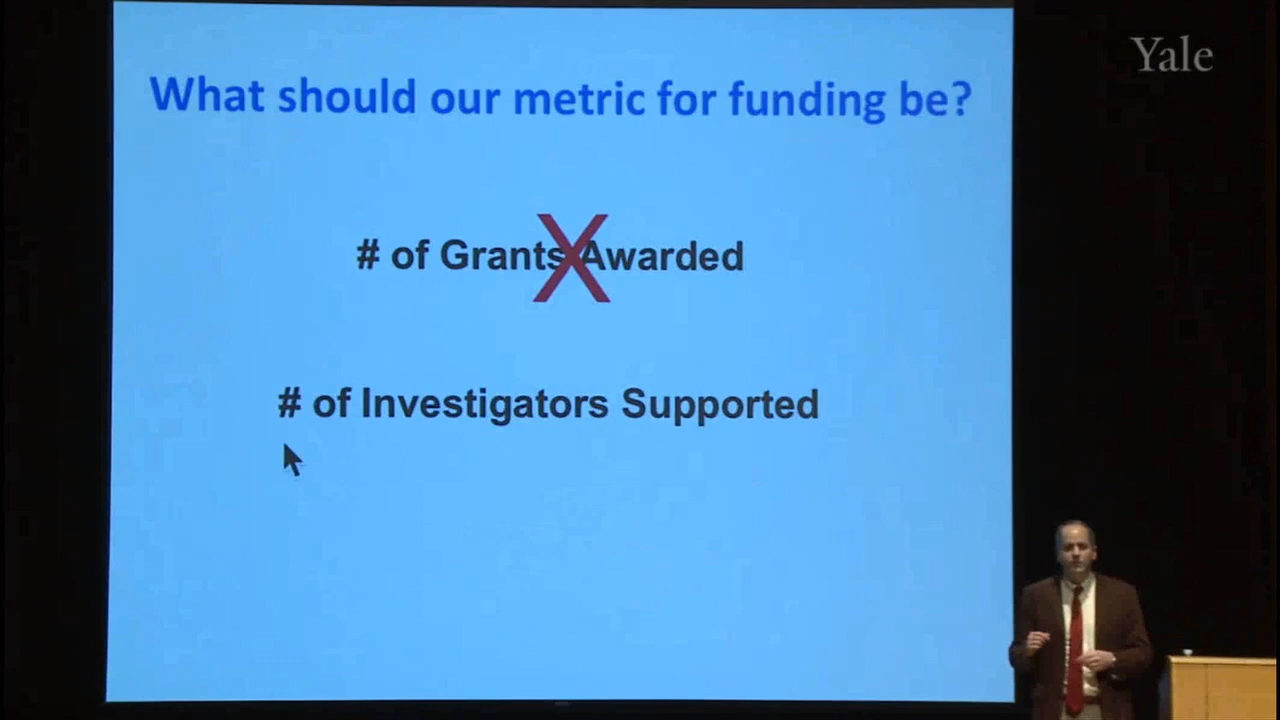 Yale
What should our metric for funding be?
# of Grants Awarded
X
# of Investigators Supported